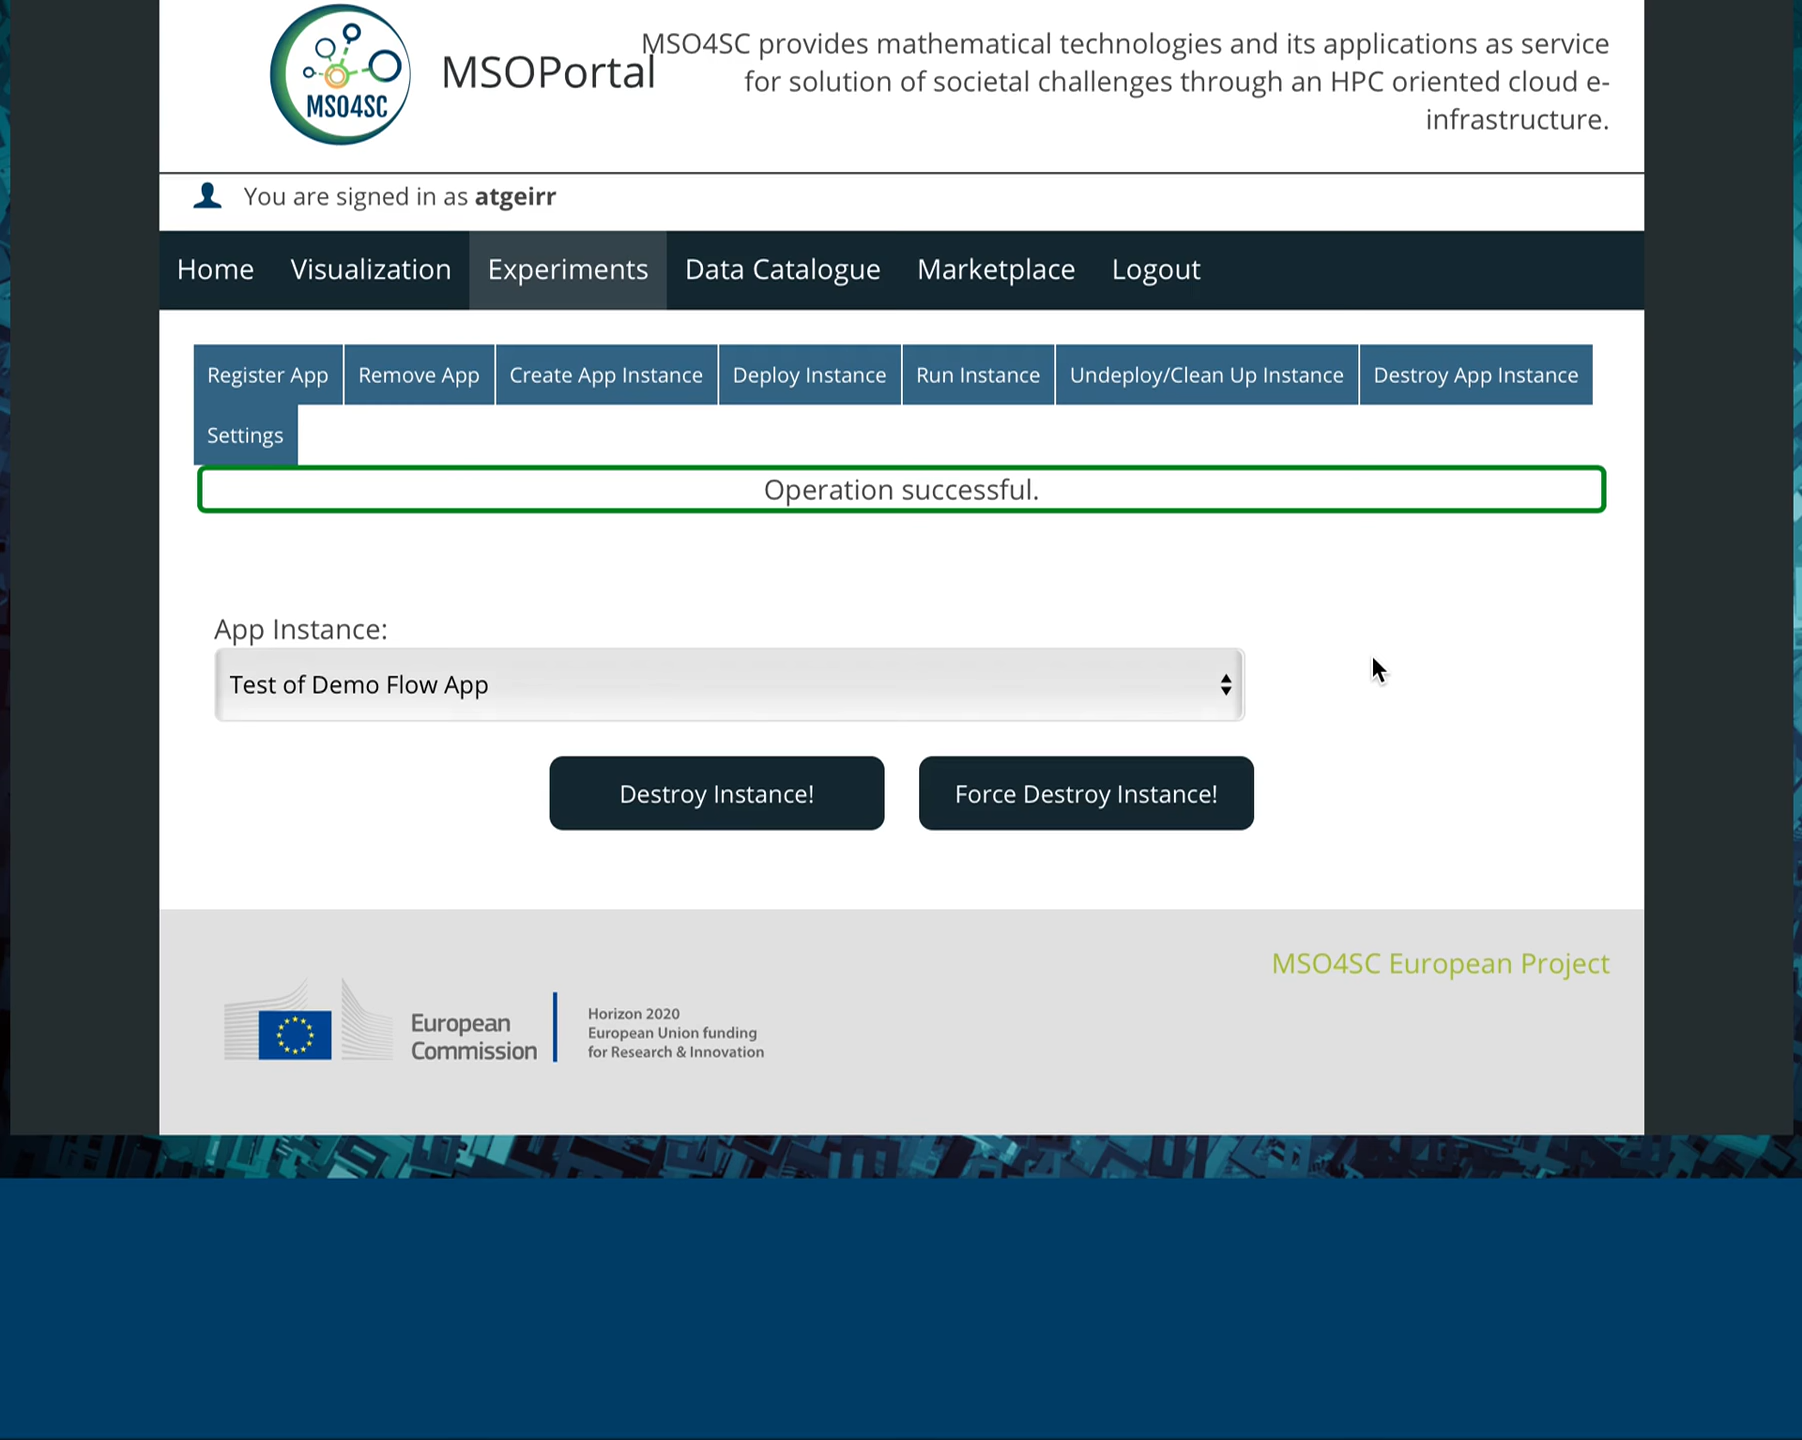 MSO4SC
MSOPortal
MSO4SC provides mathematical technologies and its applications as service
for solution of societal challenges through an HPC oriented cloud e-
infrastructure.
You are signed in as atgeirr
Home Visualization Experiments Data Catalogue Marketplace Logout
Register App Remove App Create App Instance Deploy Instance Run Instance Undeploy/Clean Up Instance Destroy App Instance
Settings
Operation successful.
App Instance:
Test of Demo Flow App
Destroy Instance! Force Destroy Instance!
MSO4SC European Project
European
Commission
Horizon 2020
European Union funding
for Research & Innovation